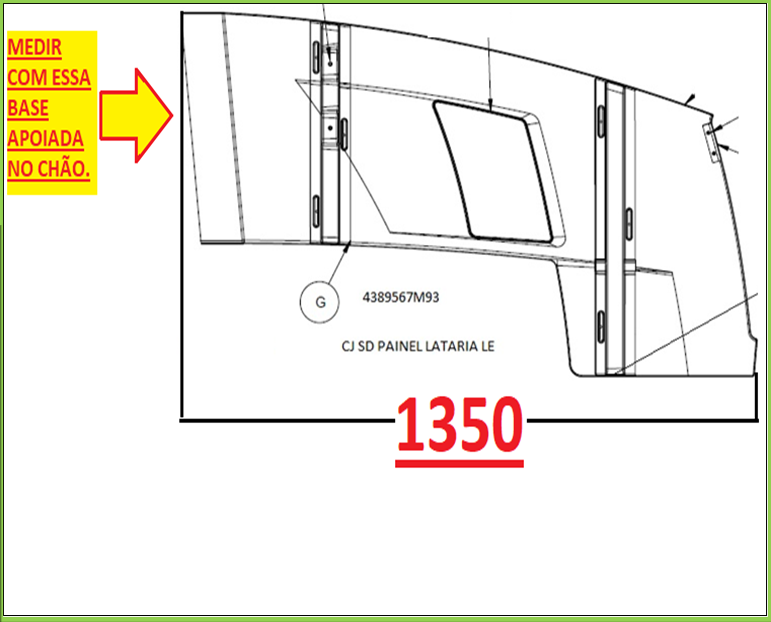 MEDIR
COM ESSA
BASE
APOIADA
NO CHÃO.
G
4389567M93
CJ SD PAINEL LATARIA LE
1350